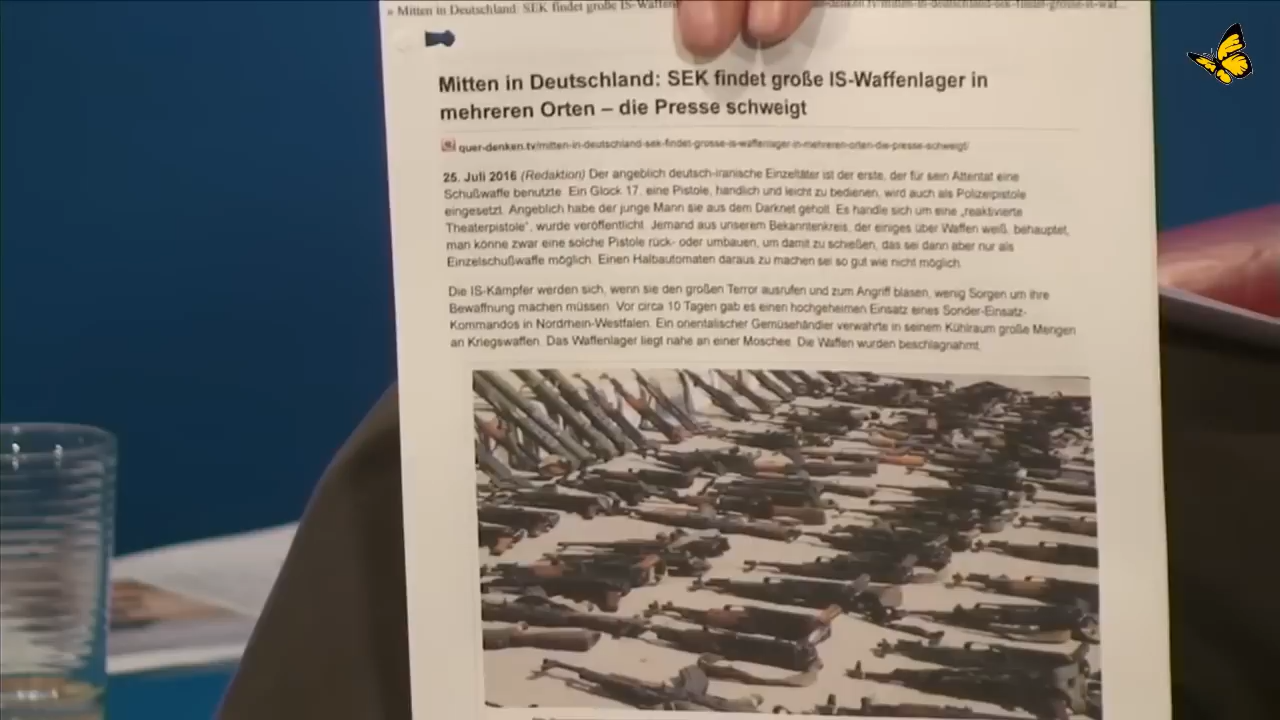 » Mitten in Deutschland: SEK findet große IS-Waffen
Mitten in Deutschland: SEK findet große IS-Waffenlager in
mehreren Orten – die Presse schweigt
quer-denken.tv/mitten-in-deutschland-sek-findet-grosse-is-waffenlager-in-mehreren-orten-die-presse-schweigt/
25. Juli 2016 (Redaktion) Der angeblich deutsch-iranische Einzeltäter ist der erste, der für sein Attentat eine
Schußwaffe benutzte. Ein Glock 17, eine Pistole, handlich und leicht zu bedienen, wird auch als Polizeipistole
eingesetzt. Angeblich habe der junge Mann sie aus dem Darknet geholt. Es handle sich um eine „reaktivierte
Theaterpistole", wurde veröffentlicht. Jemand aus unserem Bekanntenkreis, der einiges über Waffen weiß, behauptet,
man könne zwar eine solche Pistole rück- oder umbauen, um damit zu schießen, das sei dann aber nur als
Einzelschußwaffe möglich. Einen Halbautomaten daraus zu machen sei so gut wie nicht möglich.
Die IS-Kämpfer werden sich, wenn sie den großen Terror ausrufen und zum Angriff blasen, wenig Sorgen um ihre
Bewaffnung machen müssen. Vor circa 10 Tagen gab es einen hochgeheimen Einsatz eines Sonder-Einsatz-
Kommandos in Nordrhein-Westfalen. Ein orientalischer Gemüsehändler verwahrte in seinem Kühlraum große Mengen
an Kriegswaffen. Das Waffenlager liegt nahe an einer Moschee. Die Waffen wurden beschlagnahmt.